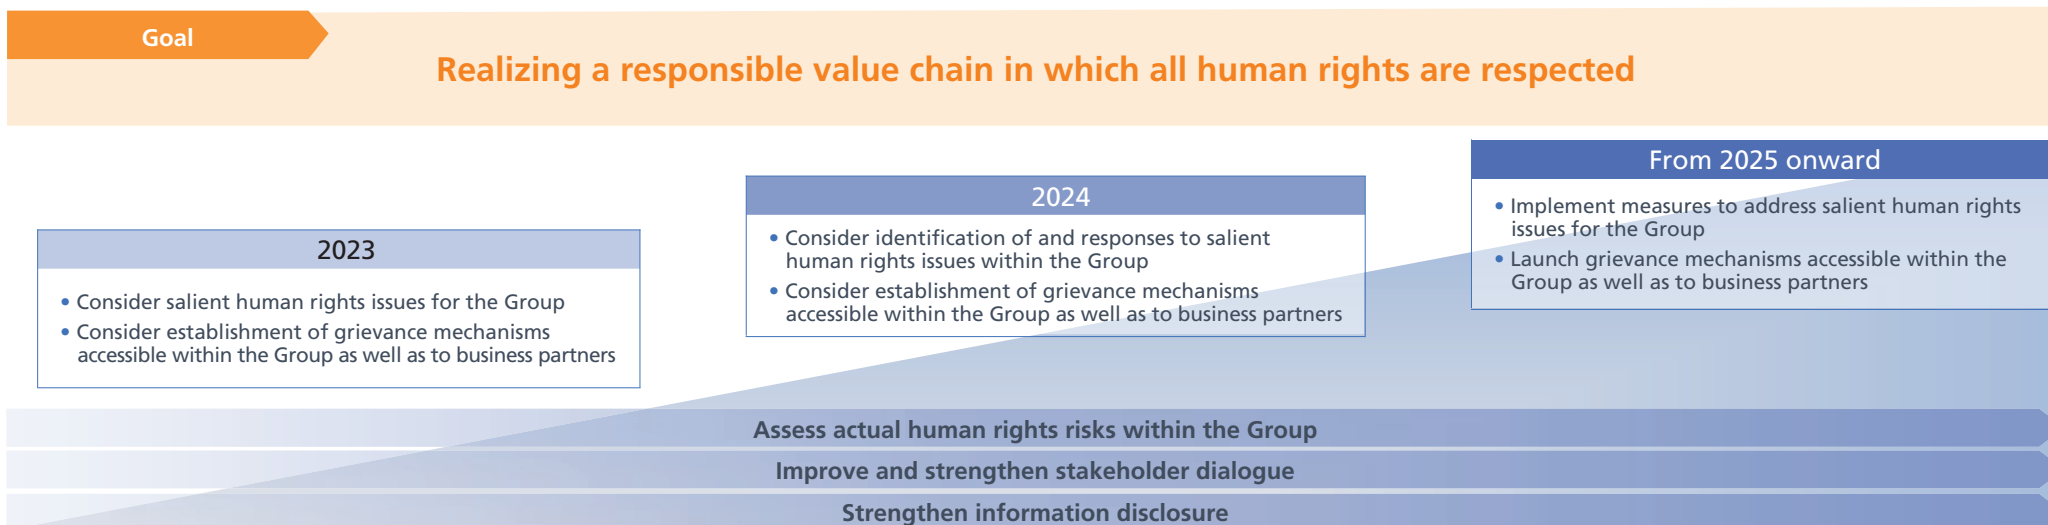 Goal
Realizing a responsible value chain in which all human rights are respected
2023
• Consider salient human rights issues for the Group
• Consider establishment of grievance mechanisms
accessible within the Group as well as to business partners
2024
• Consider identification of and responses to salient
human rights issues within the Group
• Consider establishment of grievance mechanisms
accessible within the Group as well as to business partners
From 2025 onward
• Implement measures to address salient human rights
issues for the Group
• Launch grievance mechanisms accessible within the
Group as well as to business partners
Assess actual human rights risks within the Group
Improve and strengthen stakeholder dialogue
Strengthen information disclosure